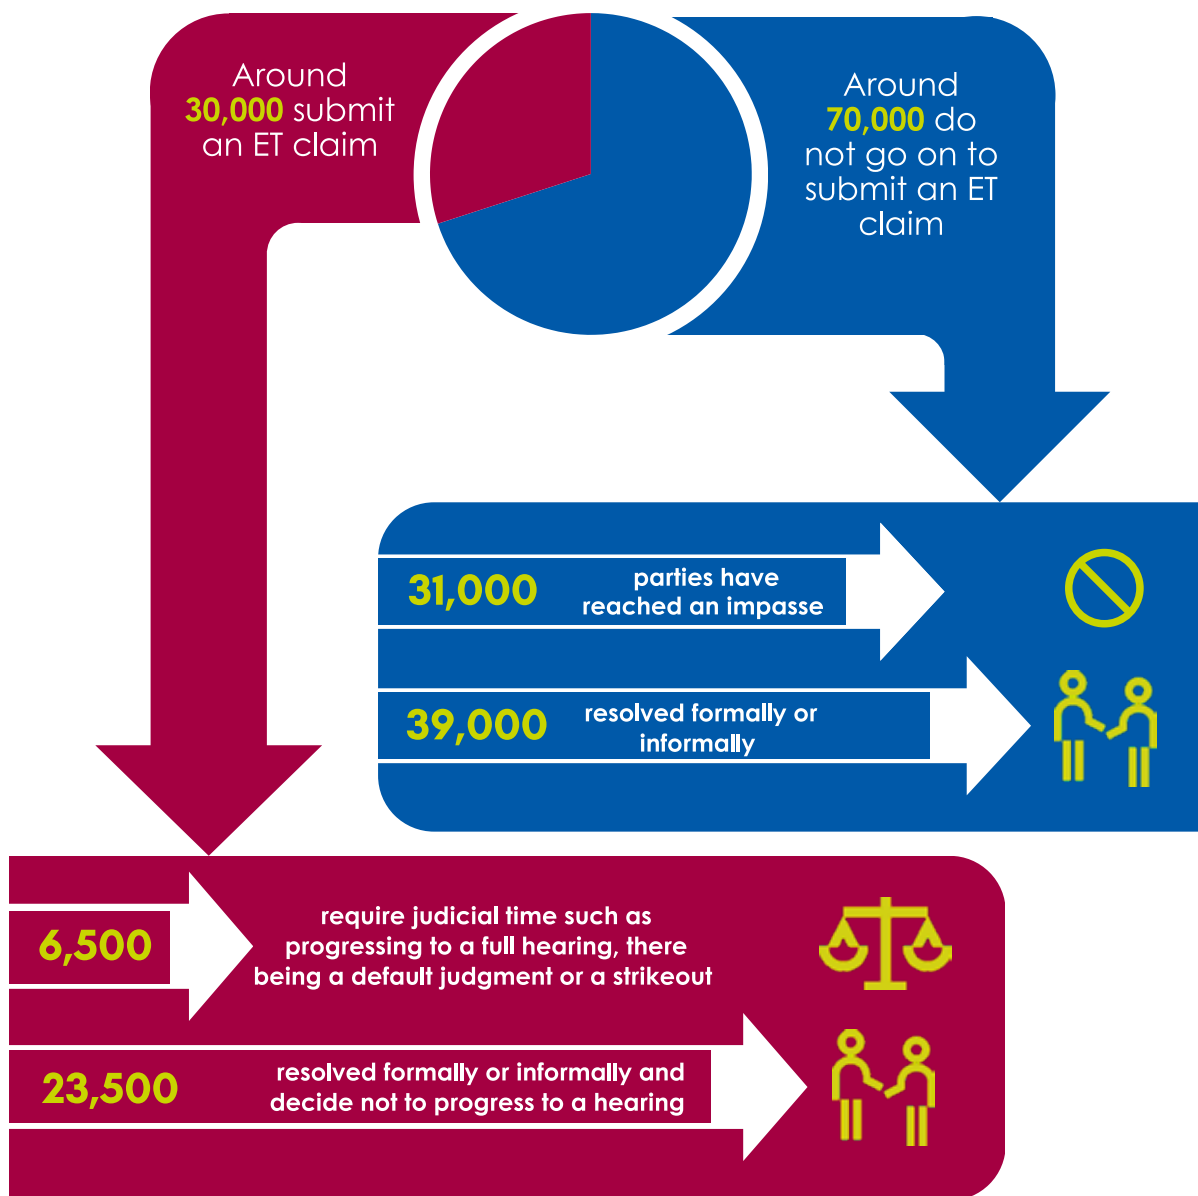 Around
30,000 submit
an ET claim
Around
70,000 do
not go on to
submit an ET
claim
31,000
parties have
reached an impasse
39,000
resolved formally or
informally
6,500
require judicial time such as
progressing to a full hearing, there
being a default judgment or a strikeout
23,500
resolved formally or informally and
decide not to progress to a hearing